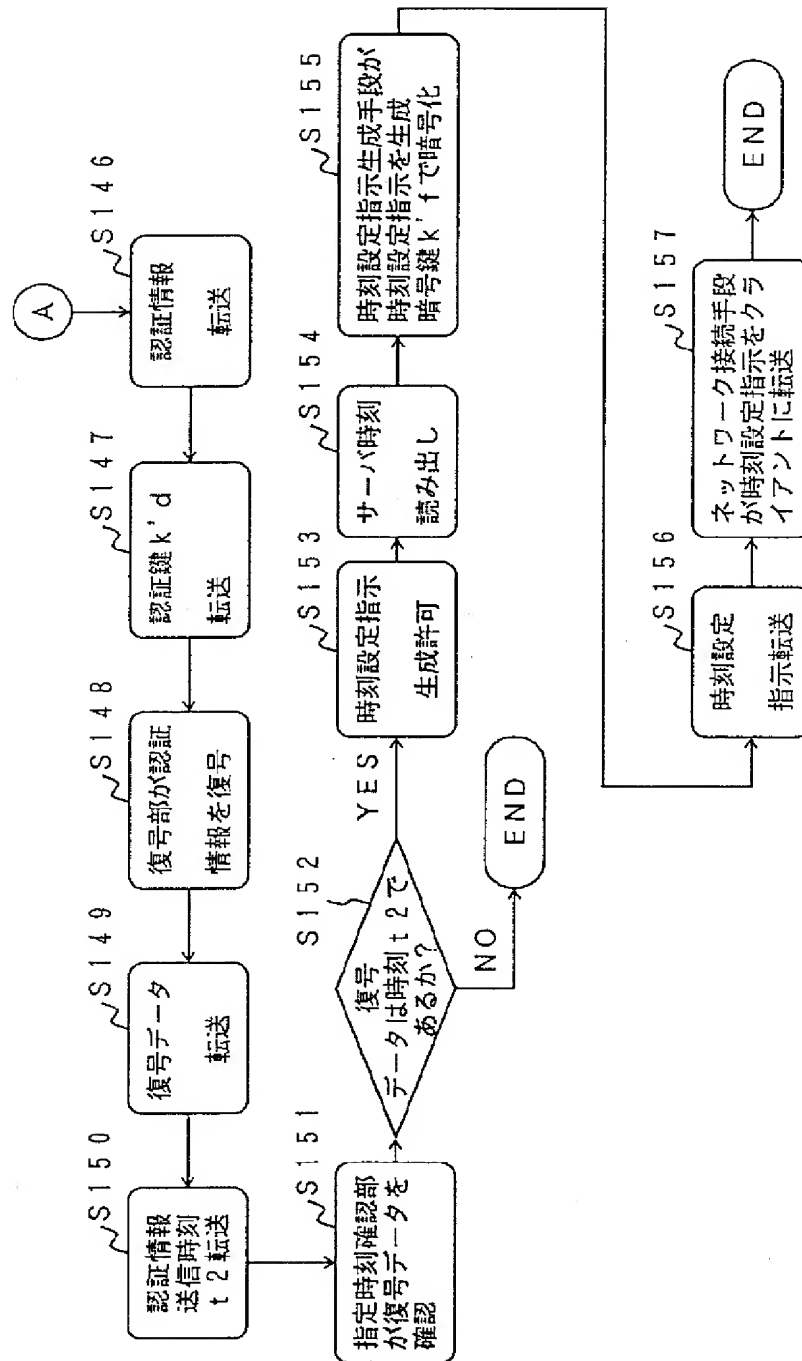 A
S146
認証情報
転送
S147
認証鍵k'd
転送
S148
復号部が認証
情報を復号
S149
復号データ
転送
S150
認証情報
送信時刻
t2転送
S151
指定時刻確認部
が復号データを
確認
S152
復号
データは時刻t2で
あるか?
YES
NO
END
S153
時刻設定指示
生成許可
S154
サーバ時刻
読み出し
S155
時刻設定指示生成手段が
時刻設定指示を生成
暗号鍵k'fで暗号化
S156
時刻設定
指示転送
S157
ネットワーク接続手段
が時刻設定指示をクラ
イアントに転送
END